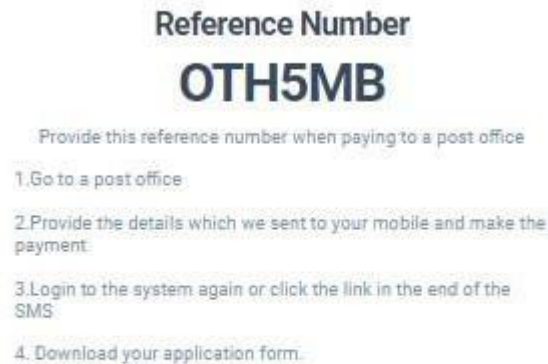 Reference Number
OTH5MB
Provide this reference number when paying to a post office
1.Go to a post office
2.Provide the details which we sent to your mobile and make the
payment
3.Login to the system again or click the link in the end of the
SMS
4. Download your application form.